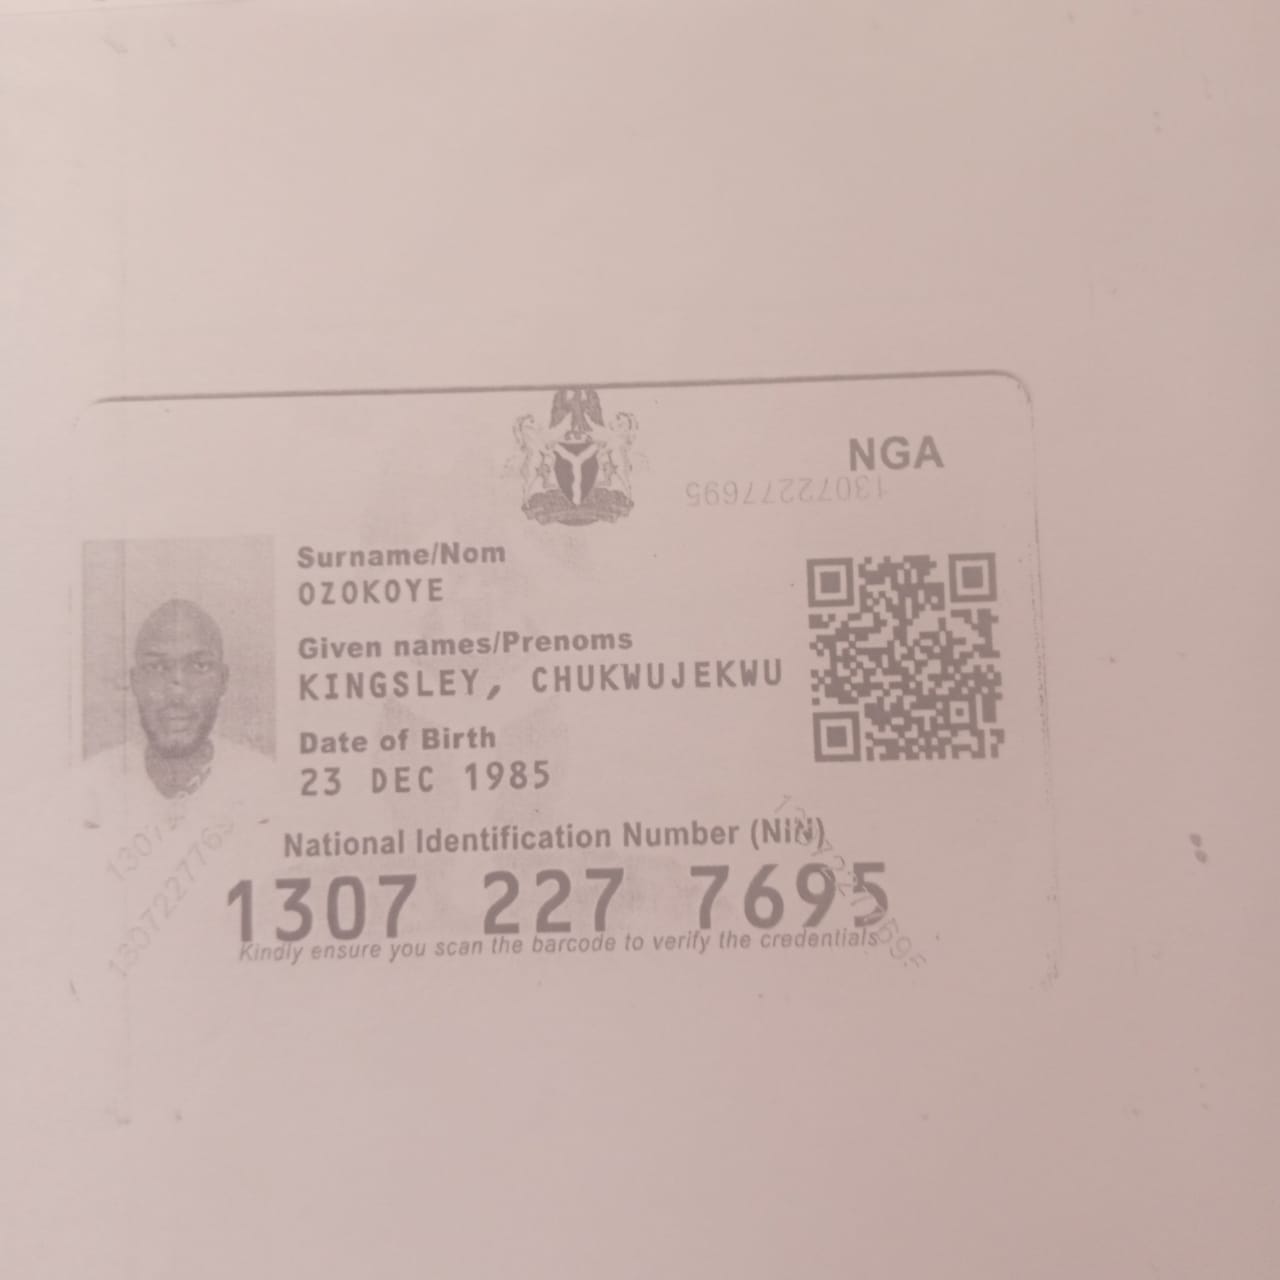 NGA
13072277695
Surname/Nom
OZOKOYE
Given names/Prenoms
KINGSLEY, CHUKWUJEKWU
Date of Birth
23 DEC 1985
National Identification Number (NIN)
1307 227 7695
Kindly ensure you scan the barcode to verify the credentials
13072277695